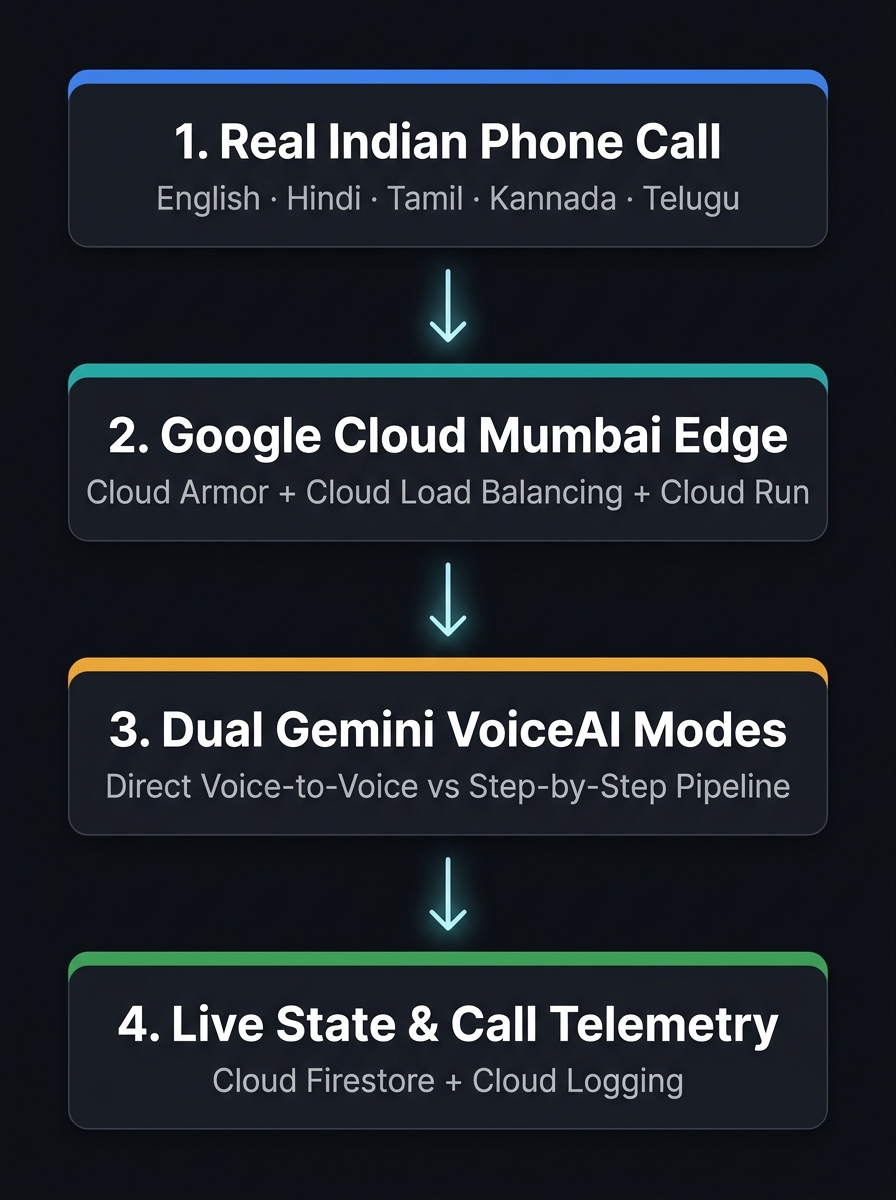 1. Real Indian Phone Call
English · Hindi · Tamil · Kannada · Telugu
2. Google Cloud Mumbai Edge
Cloud Armor + Cloud Load Balancing + Cloud Run
3. Dual Gemini VoiceAI Modes
Direct Voice-to-Voice vs Step-by-Step Pipeline
4. Live State & Call Telemetry
Cloud Firestore + Cloud Logging